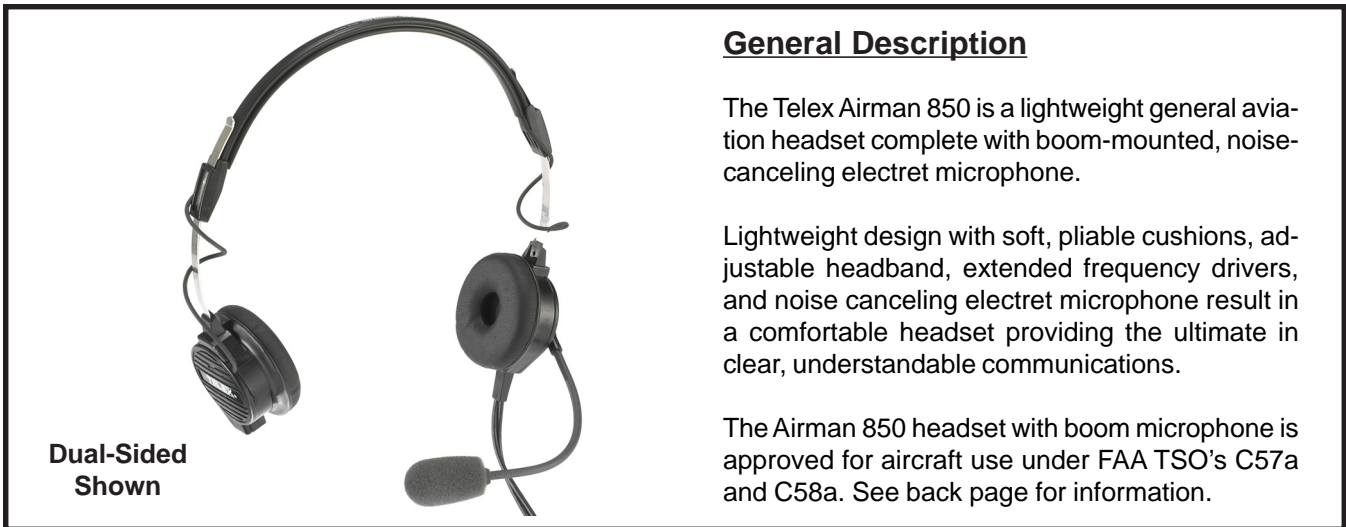 General Description
The Telex Airman 850 is a lightweight general avia-
tion headset complete with boom-mounted, noise-
canceling electret microphone.
Lightweight design with soft, pliable cushions, ad-
justable headband, extended frequency drivers,
and noise canceling electret microphone result in
a comfortable headset providing the ultimate in
clear, understandable communications.
The Airman 850 headset with boom microphone is
approved for aircraft use under FAA TSO's C57a
and C58a. See back page for information.
Dual-Sided
Shown